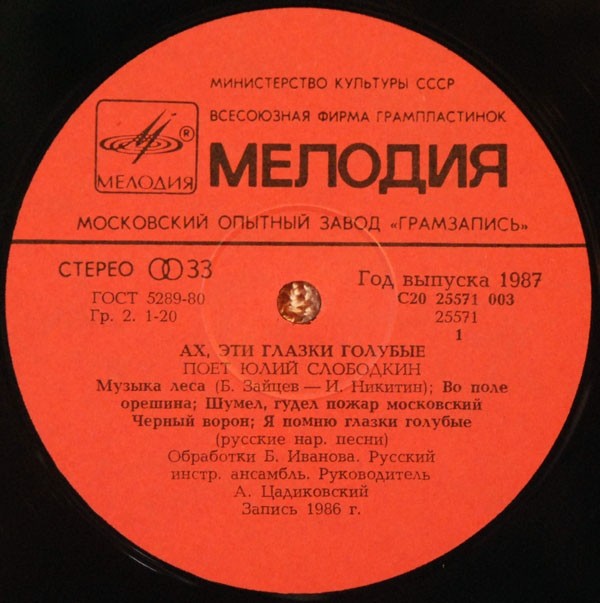 МИНИСТЕРСТВО КУЛЬТУРЫ СССР
ВСЕСОЮЗНАЯ ФИРМА ГРАМПЛАСТИНОК
®
МЕЛОДИЯ
МЕЛОДИЯ
МОСКОВСКИЙ ОПЫТНЫЙ ЗАВОД «ГРАМЗАПИСЬ»
СТЕРЕО 33
Год выпуска 1987
ГОСТ 5289-80
С20 25571 003
Гр. 2. 1-20
25571
1
АХ, ЭТИ ГЛАЗКИ ГОЛУБЫЕ
ПОЕТ ЮЛИЙ СЛОБОДКИН
Музыка леса (Б. Зайцев — И. Никитин); Во поле
орешина; Шумел, гудел пожар московский
Черный ворон; Я помню глазки голубые
(русские нар. песни)
Обработки Б. Иванова. Русский
инстр. ансамбль. Руководитель
А. Цадиковский
Запись 1986 г.